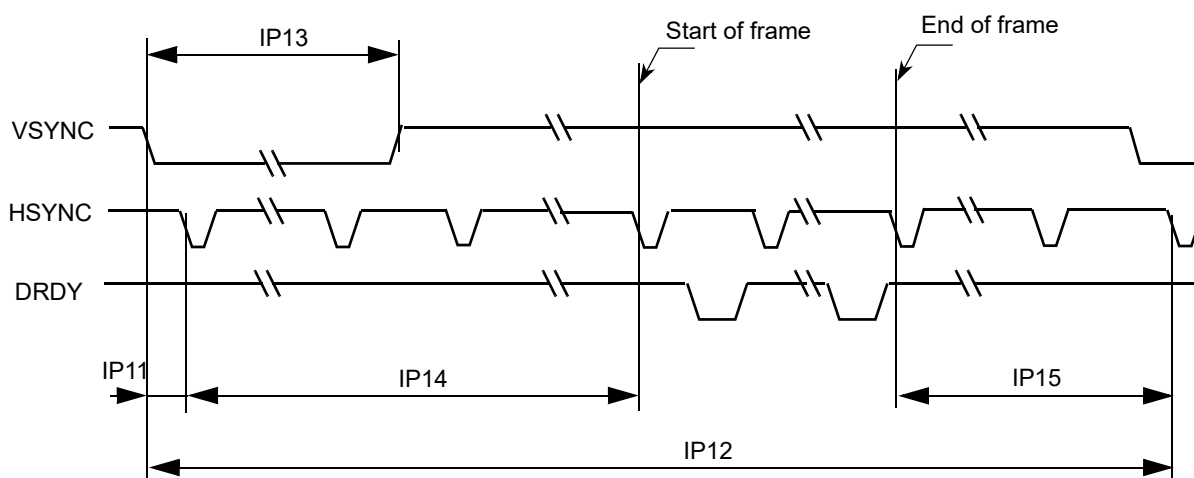 IP13
Start of frame
End of frame
VSYNC
HSYNC
DRDY
IP11
IP14
IP15
IP12